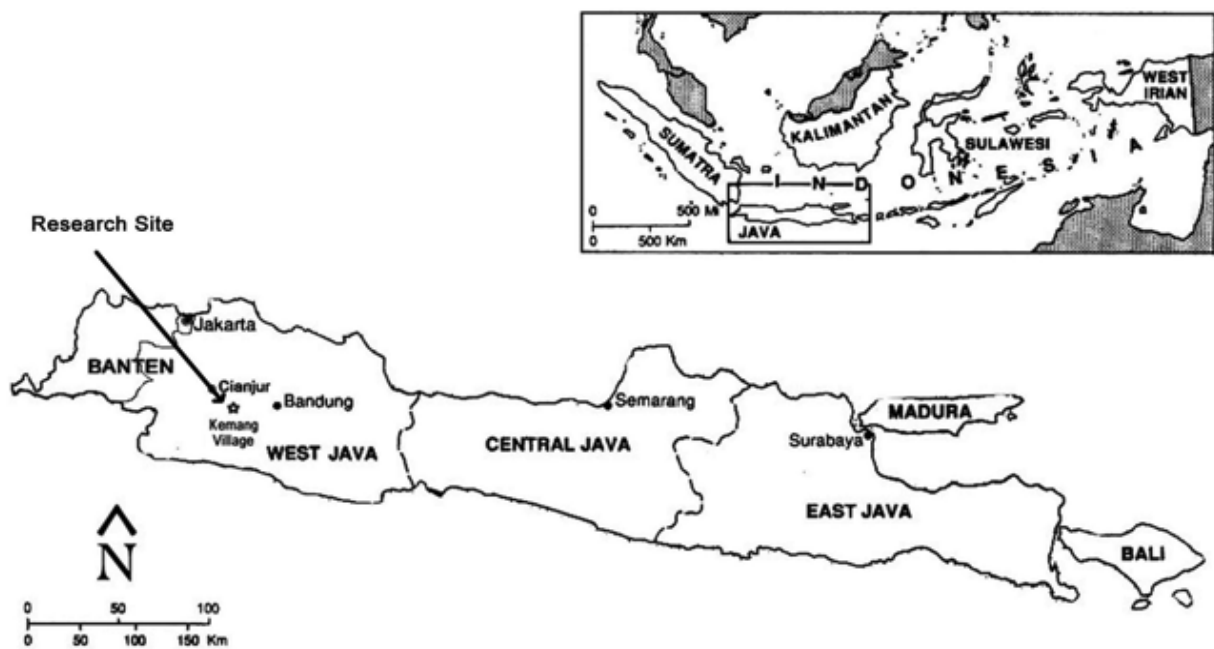 WEST
IRIAN
KALIMANTAN
SUMATRA
SULAWESI
I N D O N E S I A
0 500 Mi
0 500 Km
JAVA
Research Site
Jakarta
BANTEN
Cianjur
Bandung
Kemang
Village
WEST JAVA
Semarang
CENTRAL JAVA
MADURA
Surabaya
EAST JAVA
BALI
N
0 50 100
0 50 100 150 Km